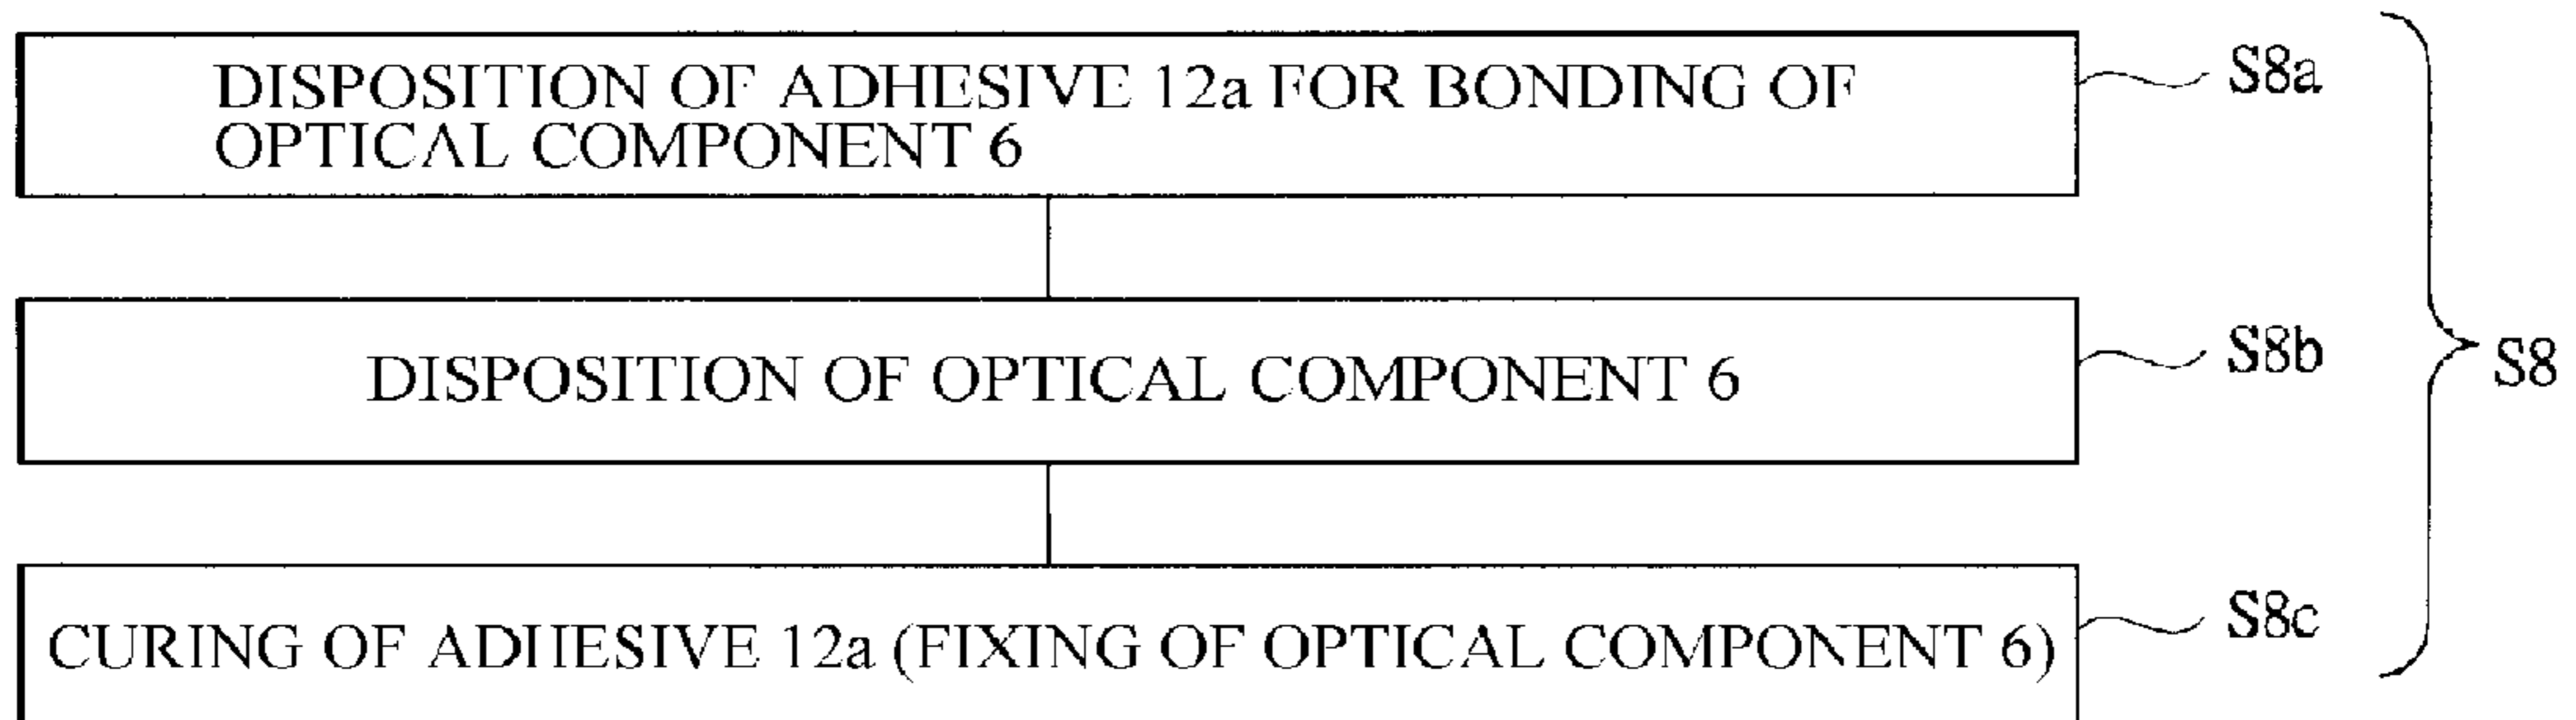 DISPOSITION OF ADHESIVE 12a FOR BONDING OF
OPTICAL COMPONENT 6
S8a
DISPOSITION OF OPTICAL COMPONENT 6
S8b
S8
CURING OF ADHESIVE 12a (FIXING OF OPTICAL COMPONENT 6)
S8c